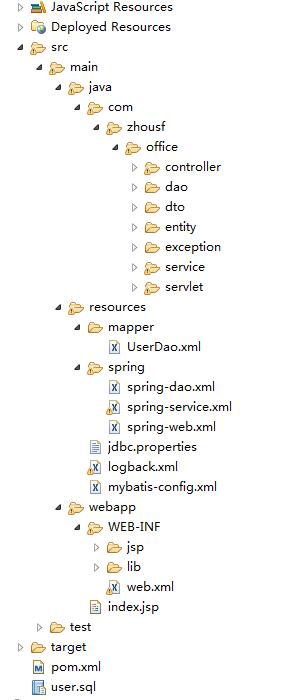 JavaScript Resources
Deployed Resources
src
main
java
com
zhousf
office
controller
dao
dto
entity
exception
service
servlet
resources
mapper
UserDao.xml
spring
spring-dao.xml
spring-service.xml
spring-web.xml
jdbc.properties
logback.xml
mybatis-config.xml
webapp
WEB-INF
jsp
lib
web.xml
index.jsp
test
target
pom.xml
user.sql